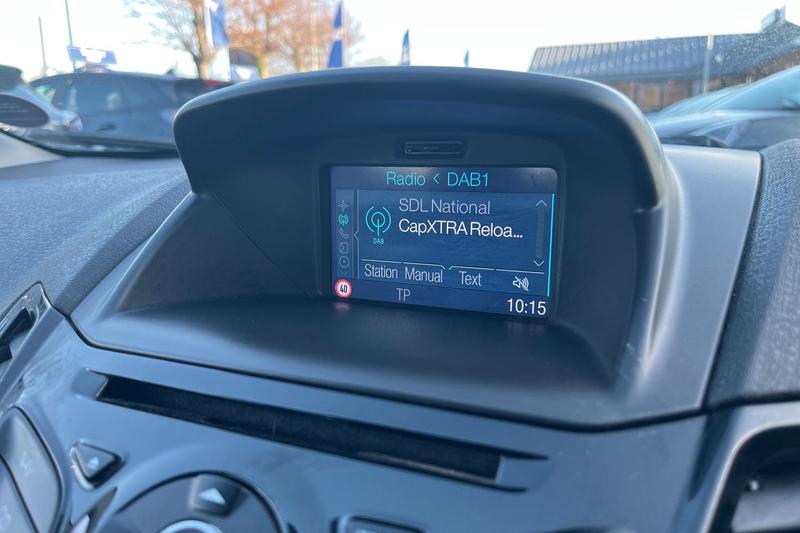 Radio < DAB1
SDL National
CapXTRA Reloa...
DAB
Station Manual Text
40
TP
10:15